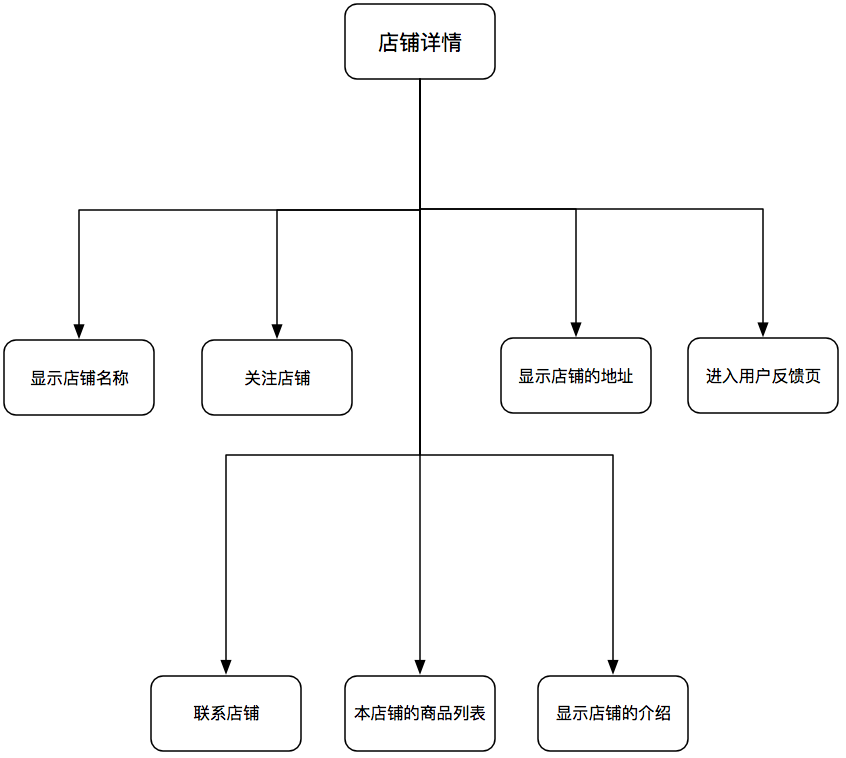 店铺详情
显示店铺名称
关注店铺
显示店铺的地址
进入用户反馈页
联系店铺
本店铺的商品列表
显示店铺的介绍